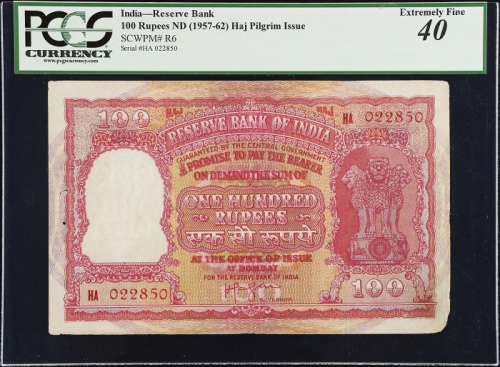 PCGS
CURRENCY
www.pcgscurrency.com
India—Reserve Bank
100 Rupees ND (1957-62) Haj Pilgrim Issue
SCWPM# R6
Serial #HA 022850
Extremely Fine
40
HAJ HAJ
100
RESERVE BANK OF INDIA
HA 022850
GUARANTEED BY THE CENTRAL GOVERNMENT
I PROMISE TO PAY THE BEARER
ON DEMAND THE SUM OF
ONE HUNDRED
RUPEES
एक सौ रुपये
AT THE OFFICE OF ISSUE
AT BOMBAY
FOR THE RESERVE BANK OF INDIA
HA 022850
GOVERNOR
100